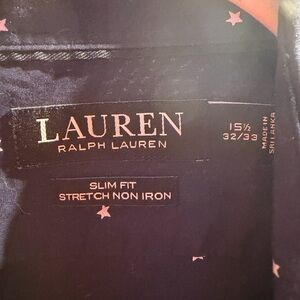 LAUREN
RALPH LAUREN
15½
32/33
MADE IN
SRI LANKA
SLIM FIT
STRETCH NON IRON